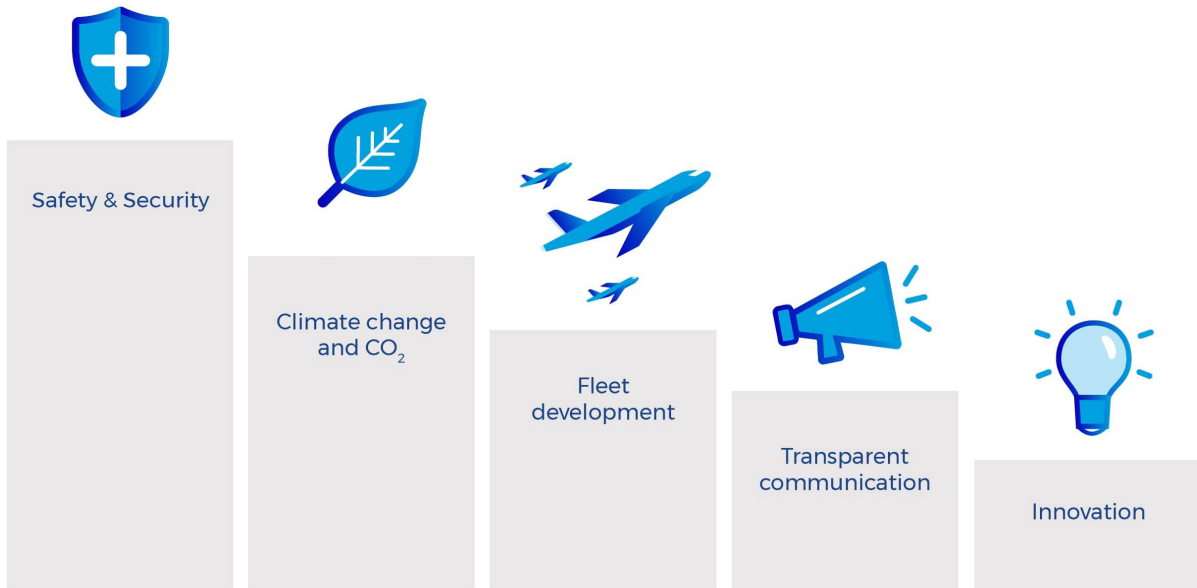 Safety & Security
Climate change
and CO₂
Fleet
development
Transparent
communication
Innovation